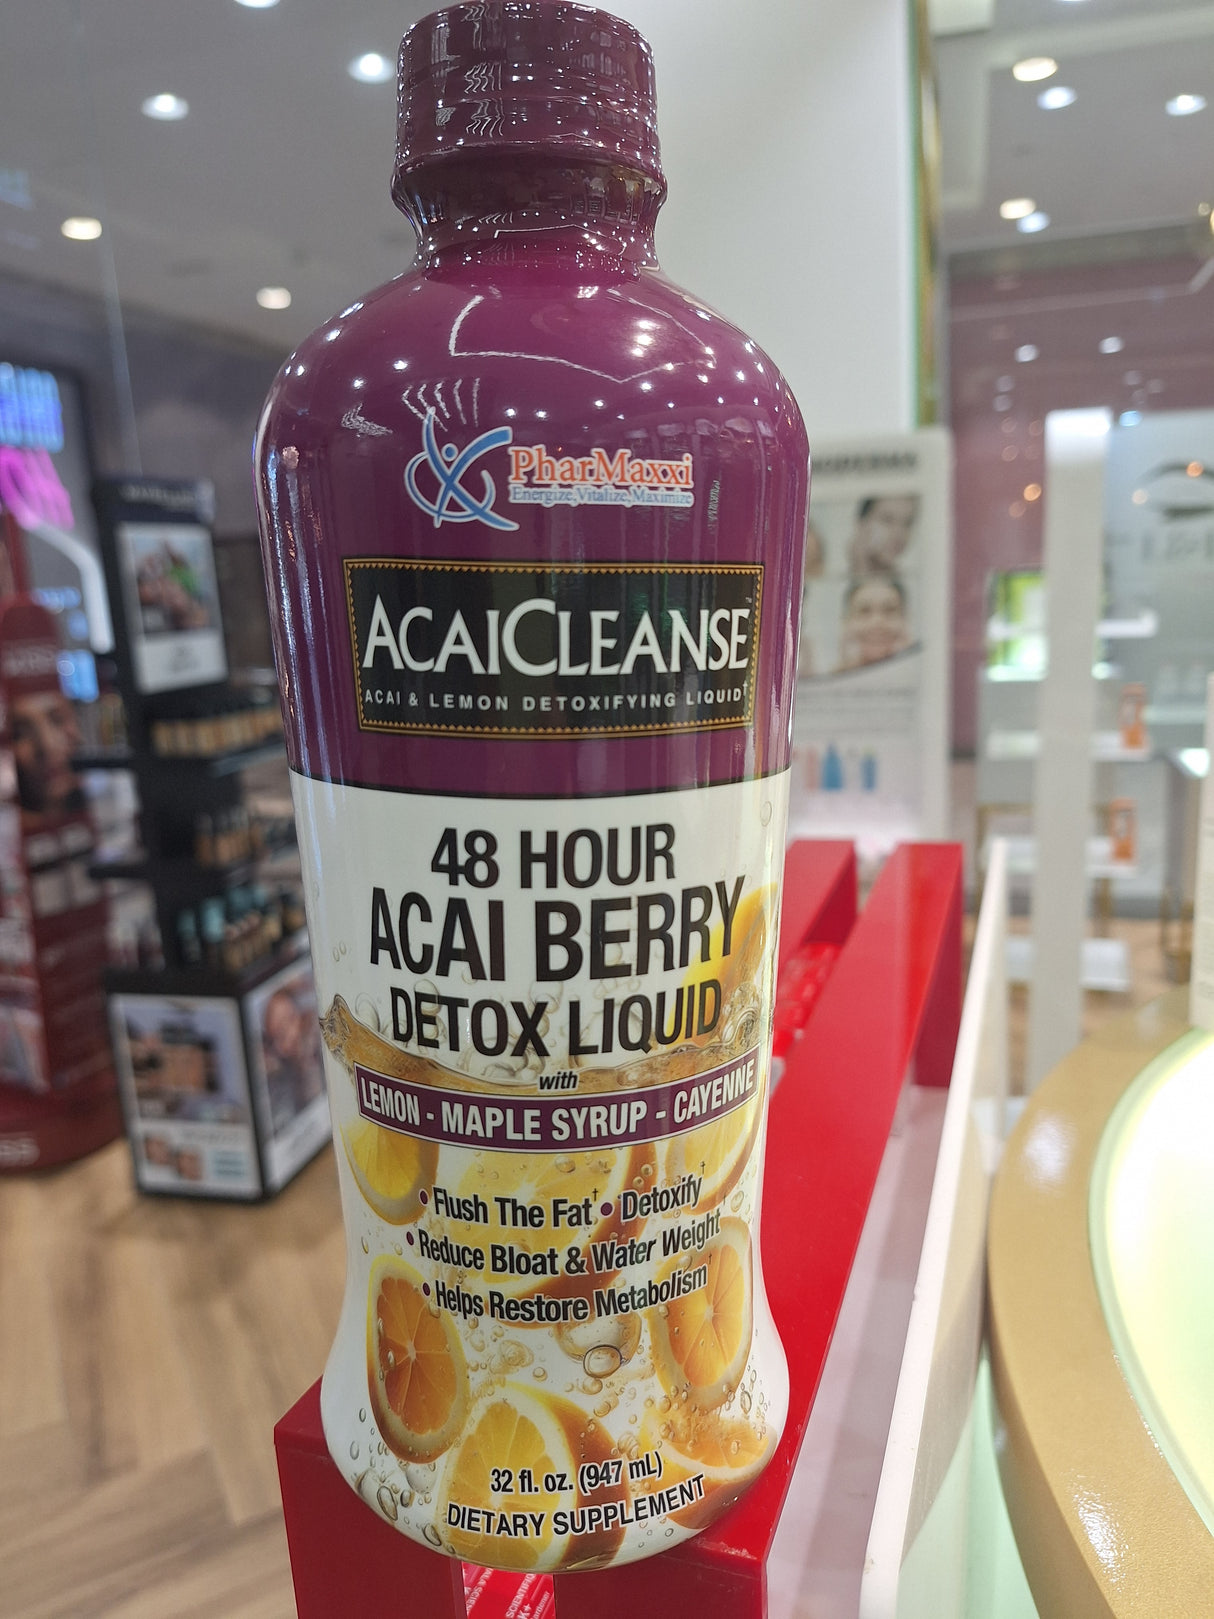 PharMaxxi
Energize, Vitalize, Maximize
ACAICLEANSE™
ACAI & LEMON DETOXIFYING LIQUID†
48 HOUR
ACAI BERRY
DETOX LIQUID
with
LEMON - MAPLE SYRUP - CAYENNE
• Flush The Fat† • Detoxify†
• Reduce Bloat & Water Weight†
• Helps Restore Metabolism†
32 fl. oz. (947 mL)
DIETARY SUPPLEMENT